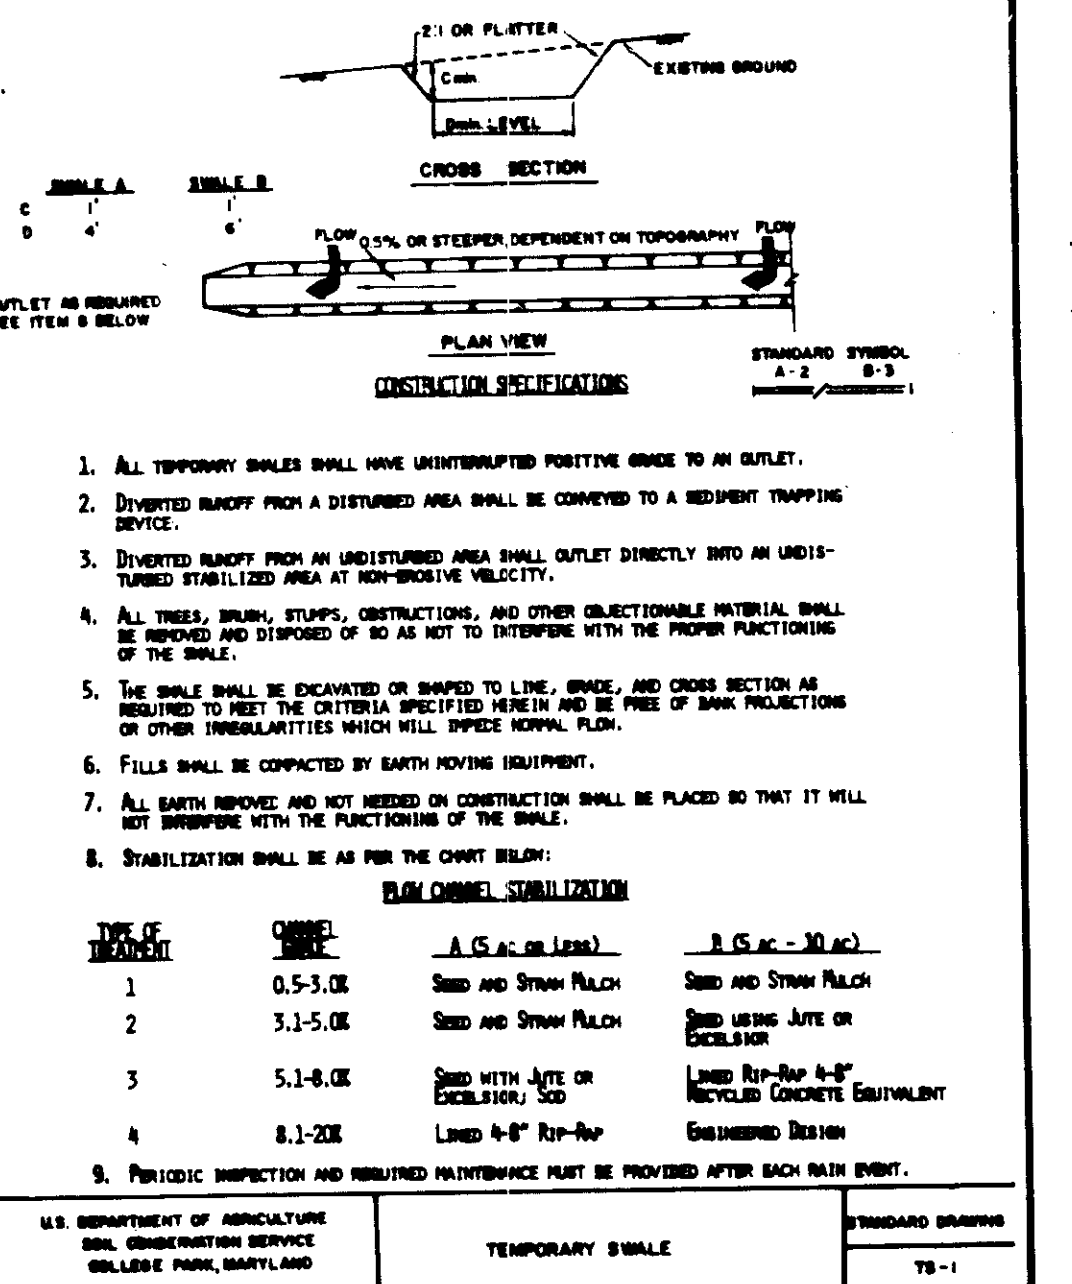 2:1 OR FLATTER
C min.
EXISTING GROUND
Dmin. LEVEL
CROSS SECTION
SWALE A SWALE B
C 1' 1'
D 4' 6'
FLOW 0.5% OR STEEPER, DEPENDENT ON TOPOGRAPHY FLOW
UTLET AS REQUIRED
EE ITEM 8 BELOW
PLAN VIEW
STANDARD SYMBOL
A-2 B-3
CONSTRUCTION SPECIFICATIONS
1. ALL TEMPORARY SWALES SHALL HAVE UNINTERRUPTED POSITIVE GRADE TO AN OUTLET.
2. DIVERTED RUNOFF FROM A DISTURBED AREA SHALL BE CONVEYED TO A SEDIMENT TRAPPING
DEVICE.
3. DIVERTED RUNOFF FROM AN UNDISTURBED AREA SHALL OUTLET DIRECTLY INTO AN UNDIS-
TURBED STABILIZED AREA AT NON-EROSIVE VELOCITY.
4. ALL TREES, BRUSH, STUMPS, OBSTRUCTIONS, AND OTHER OBJECTIONABLE MATERIAL SHALL
BE REMOVED AND DISPOSED OF SO AS NOT TO INTERFERE WITH THE PROPER FUNCTIONING
OF THE SWALE.
5. THE SWALE SHALL BE EXCAVATED OR SHAPED TO LINE, GRADE, AND CROSS SECTION AS
REQUIRED TO MEET THE CRITERIA SPECIFIED HEREIN AND BE FREE OF BANK PROJECTIONS
OR OTHER IRREGULARITIES WHICH WILL IMPEDE NORMAL FLOW.
6. FILLS SHALL BE COMPACTED BY EARTH MOVING EQUIPMENT.
7. ALL EARTH REMOVED AND NOT NEEDED ON CONSTRUCTION SHALL BE PLACED SO THAT IT WILL
NOT INTERFERE WITH THE FUNCTIONING OF THE SWALE.
8. STABILIZATION SHALL BE AS PER THE CHART BELOW:
FLOW CHANNEL STABILIZATION
TYPE OF CHANNEL
TREATMENT GRADE A (5 AC OR LESS) B (5 AC - 10 AC)
1 0.5-3.0% SEED AND STRAW MULCH SEED AND STRAW MULCH
2 3.1-5.0% SEED AND STRAW MULCH SEED USING JUTE OR
EXCELSIOR
3 5.1-8.0% SEED WITH JUTE OR LINED RIP-RAP 4-8"
EXCELSIOR; SOD RECYCLED CONCRETE EQUIVALENT
4 8.1-20% LINED 4-8" RIP-RAP ENGINEERED DESIGN
9. PERIODIC INSPECTION AND REQUIRED MAINTENANCE MUST BE PROVIDED AFTER EACH RAIN EVENT.
U.S. DEPARTMENT OF AGRICULTURE
SOIL CONSERVATION SERVICE
COLLEGE PARK, MARYLAND
TEMPORARY SWALE
STANDARD DRAWING
TS-1